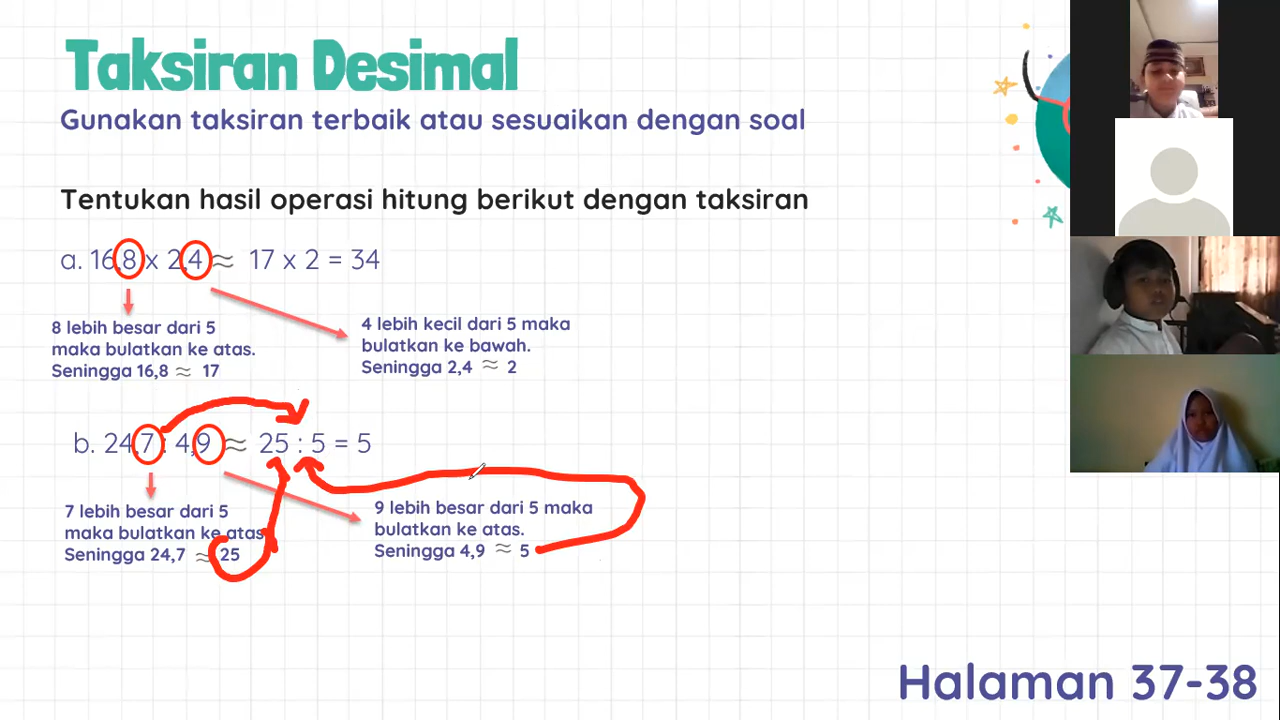 Taksiran Desimal
Gunakan taksiran terbaik atau sesuaikan dengan soal
Tentukan hasil operasi hitung berikut dengan taksiran
a. 16,8 x 2,4 ≈ 17 x 2 = 34
8 lebih besar dari 5
maka bulatkan ke atas.
Seningga 16,8 ≈ 17
4 lebih kecil dari 5 maka
bulatkan ke bawah.
Seningga 2,4 ≈ 2
b. 24,7 : 4,9 ≈ 25 : 5 = 5
7 lebih besar dari 5
maka bulatkan ke atas.
Seningga 24,7 ≈ 25
9 lebih besar dari 5 maka
bulatkan ke atas.
Seningga 4,9 ≈ 5
Halaman 37-38